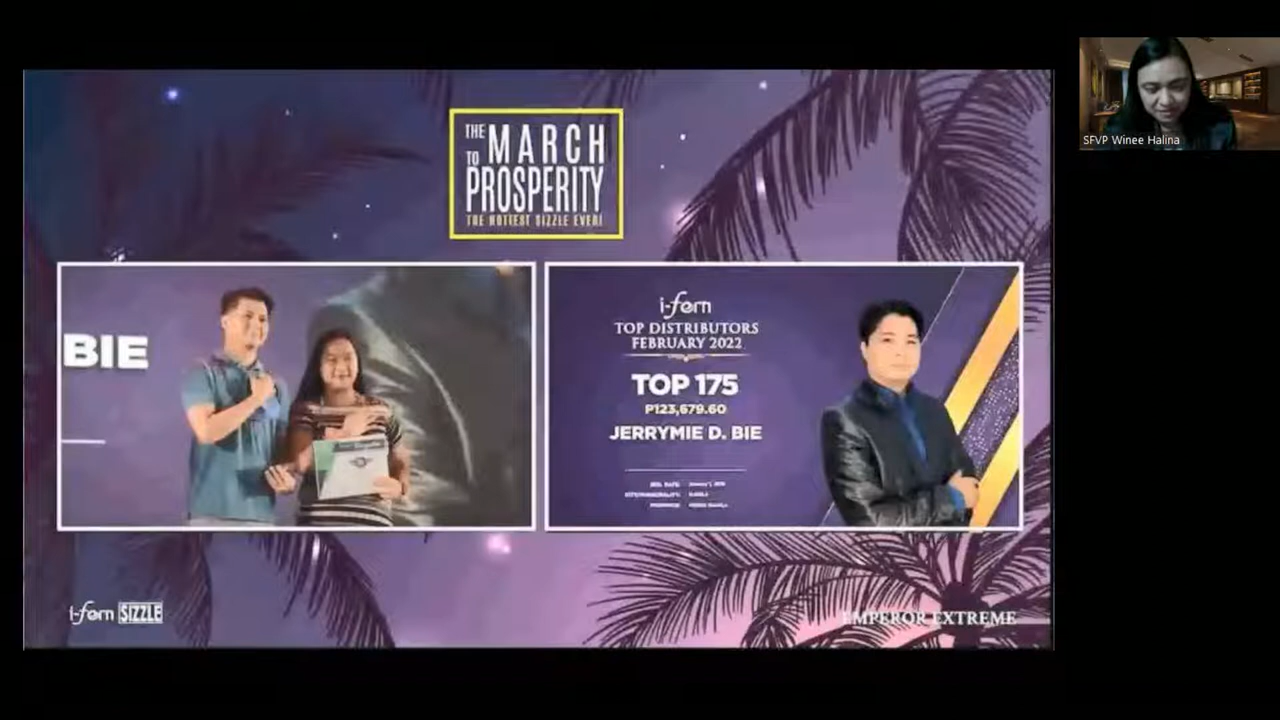 THE MARCH
TO PROSPERITY
THE HOTTEST SIZZLE EVER!
SFVP Winee Halina
BIE
i-fern
TOP DISTRIBUTORS
FEBRUARY 2022
TOP 175
P123,679.60
JERRYMIE D. BIE
i-fern SIZZLE
EMPEROR EXTREME